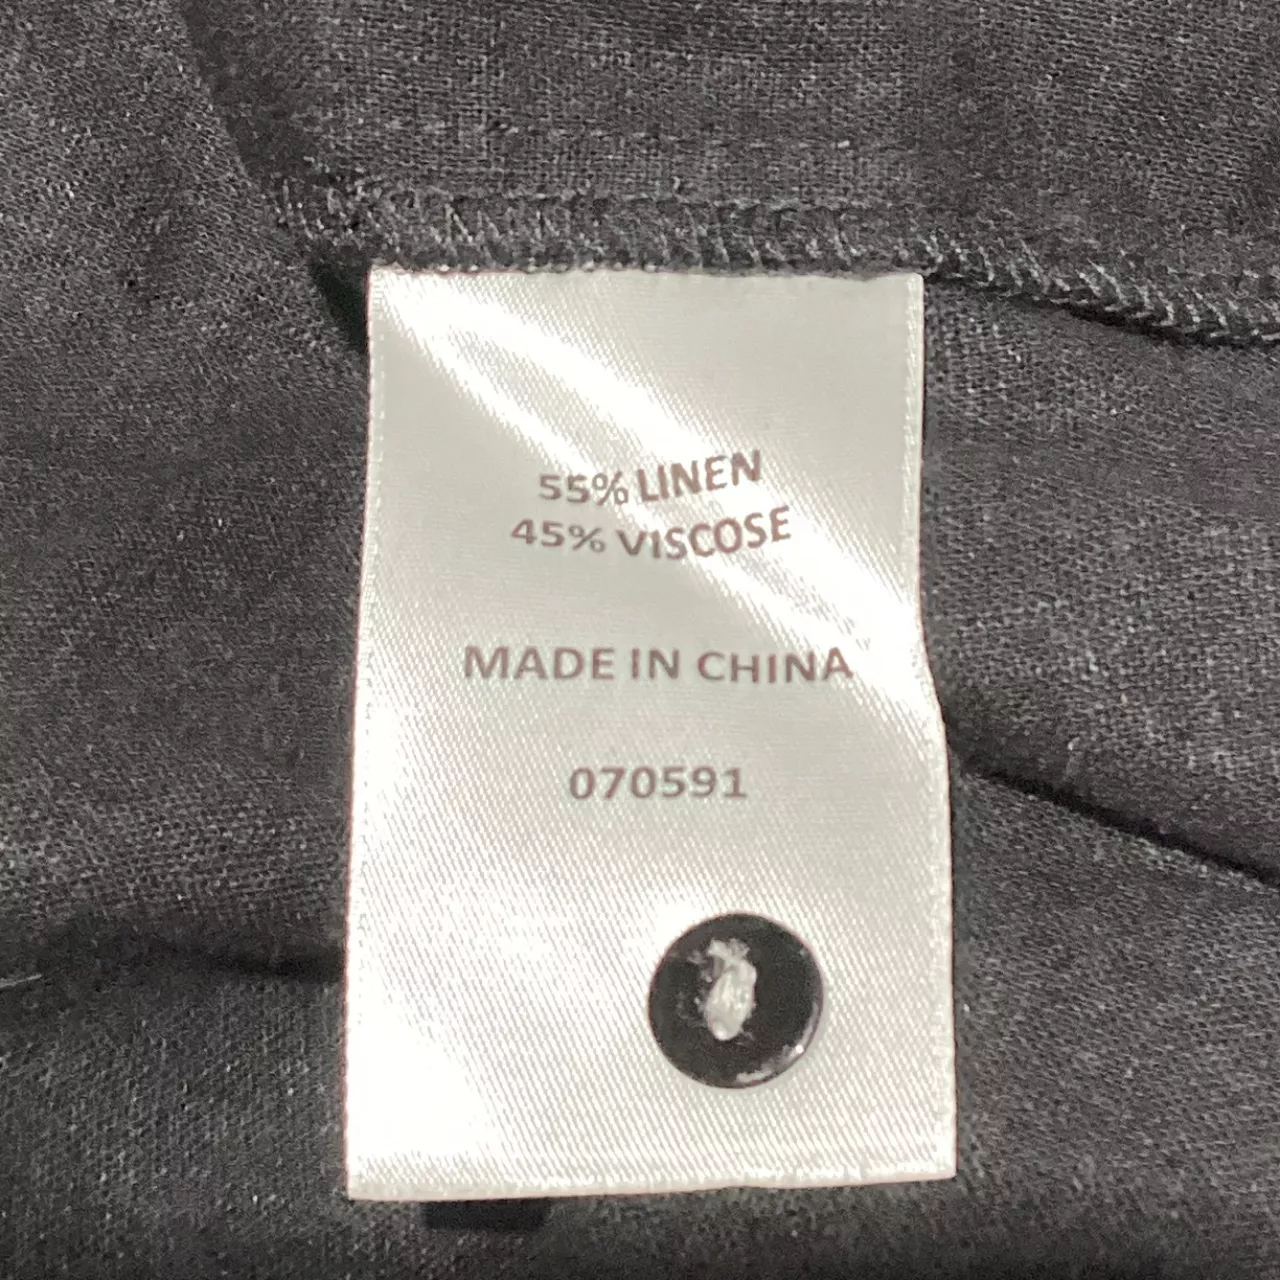 55% LINEN
45% VISCOSE
MADE IN CHINA
070591